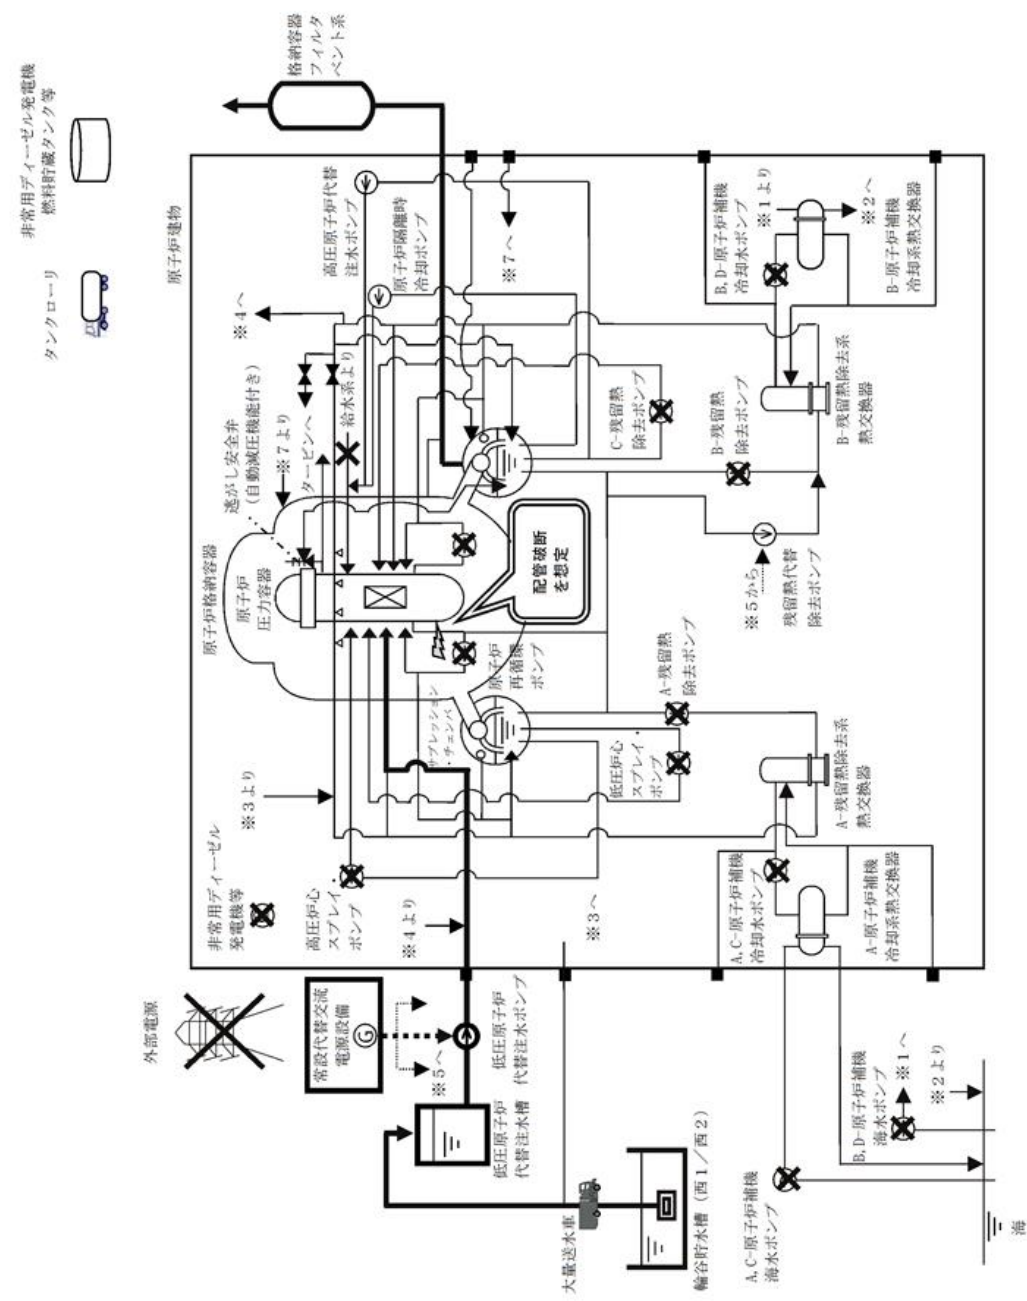 外部電源
非常用ディーゼル
発電機等
タンクローリ
非常用ディーゼル発電機
燃料貯蔵タンク等
原子炉建物
常設代替交流
電源設備
G
※5へ
※3より
原子炉格納容器
原子炉
圧力容器
逃がし安全弁
(自動減圧機能付き)
※7より
タービンへ
給水系より
※4へ
高圧原子炉代替
注水ポンプ
原子炉隔離時
冷却ポンプ
格納容器
フィルタ
ベント系
大量送水車
低圧原子炉
代替注水槽
低圧原子炉
代替注水ポンプ
※4より
高圧炉心
スプレイ・
ポンプ
サプレッション
・チェンバ
原子炉
再循環
ポンプ
配管破断
を想定
※7へ
輪谷貯水槽(西1/西2)
※3へ
低圧炉心
スプレイ・
ポンプ
A-残留熱
除去ポンプ
C-残留熱
除去ポンプ
B-残留熱
除去ポンプ
※5から
残留熱代替
除去ポンプ
A,C-原子炉補機
海水ポンプ
B,D-原子炉補機
海水ポンプ
※1へ
※2より
A,C-原子炉補機
冷却水ポンプ
A-原子炉補機
冷却系熱交換器
A-残留熱除去系
熱交換器
B-残留熱除去系
熱交換器
B,D-原子炉補機
冷却水ポンプ
※1より
※2へ
B-原子炉補機
冷却系熱交換器
海